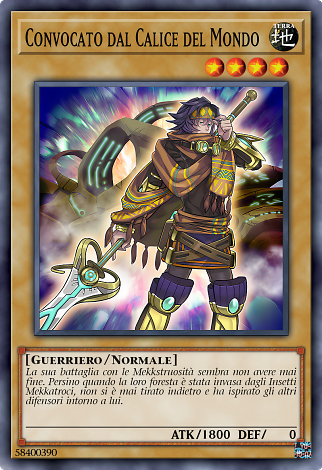 CONVOCATO DAL CALICE DEL MONDO
TERRA
地
[GUERRIERO/NORMALE]
La sua battaglia con le Mekkstruosità sembra non avere mai
fine. Persino quando la loro foresta è stata invasa dagli Insetti
Mekkatroci, non si è mai tirato indietro e ha ispirato gli altri
difensori intorno a lui.
ATK/1800 DEF/ 0
58400390